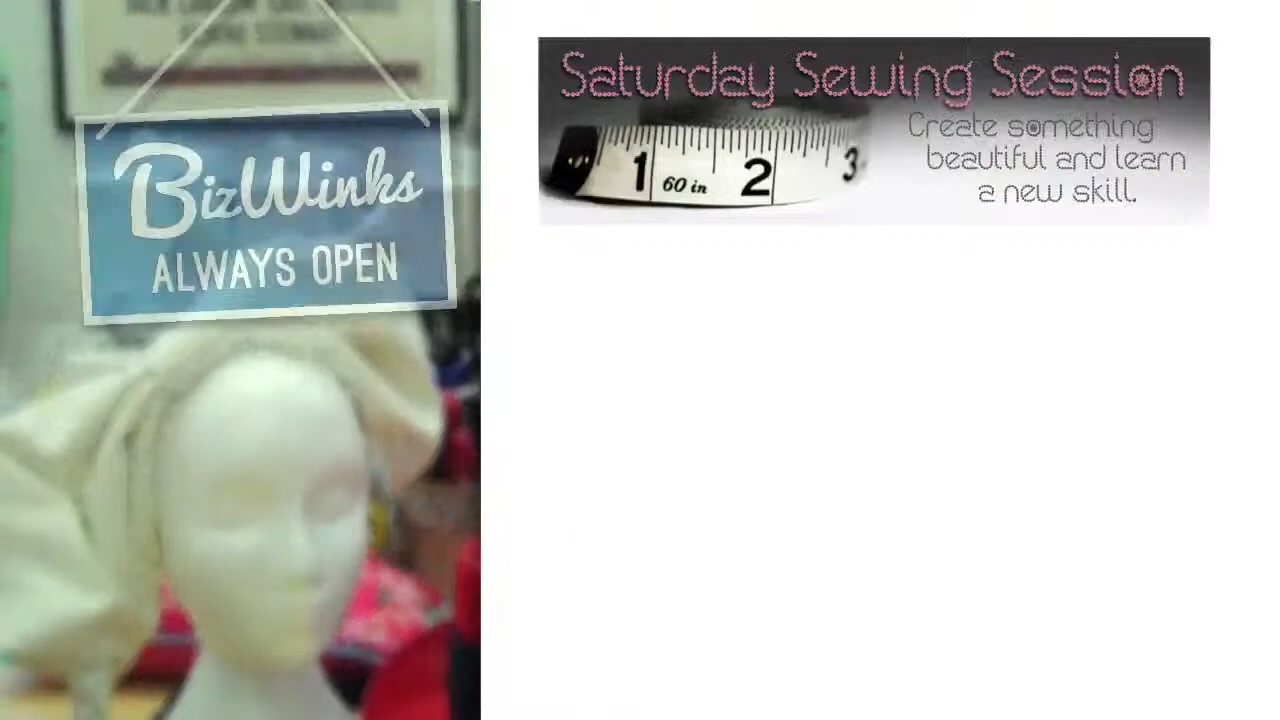 BizWinks
ALWAYS OPEN
Saturday Sewing Session
Create something
beautiful and learn
a new skill.
1 60 in 2 3